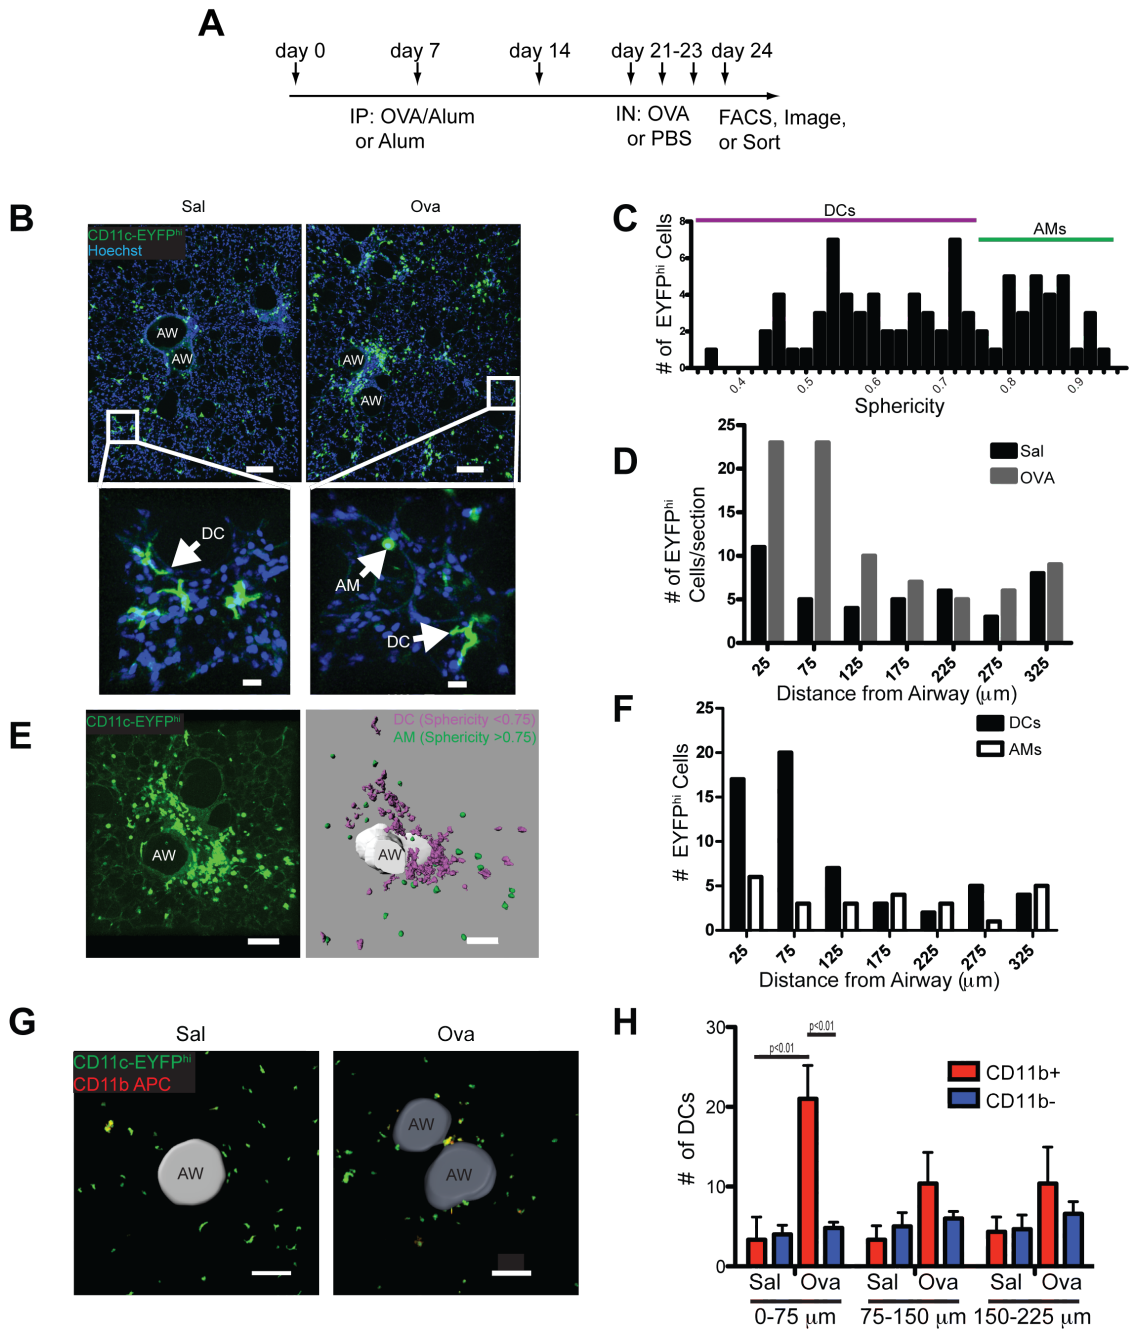 A
day 0
day 7
day 14
day 21-23
day 24
IP: OVA/Alum
or Alum
IN: OVA
or PBS
FACS, Image,
or Sort
B
Sal
Ova
CD11c-EYFPhi
Hoechst
AW
AW
AW
AW
DC
AM
DC
C
DCs
AMs
# of EYFPhi Cells
8
6
4
2
0
0.4
0.5
0.6
0.7
0.8
0.9
Sphericity
D
Sal
OVA
# of EYFPhi
Cells/section
25
20
15
10
5
0
25
75
125
175
225
275
325
Distance from Airway (μm)
E
CD11c-EYFPhi
AW
DC (Sphericity <0.75)
AM (Sphericity >0.75)
AW
F
DCs
AMs
# EYFPhi Cells
25
20
15
10
5
0
25
75
125
175
225
275
325
Distance from Airway (μm)
G
Sal
Ova
CD11c-EYFPhi
CD11b APC
AW
AW
AW
H
p<0.01
p<0.01
CD11b+
CD11b-
# of DCs
30
20
10
0
Sal
Ova
Sal
Ova
Sal
Ova
0-75 μm
75-150 μm
150-225 μm